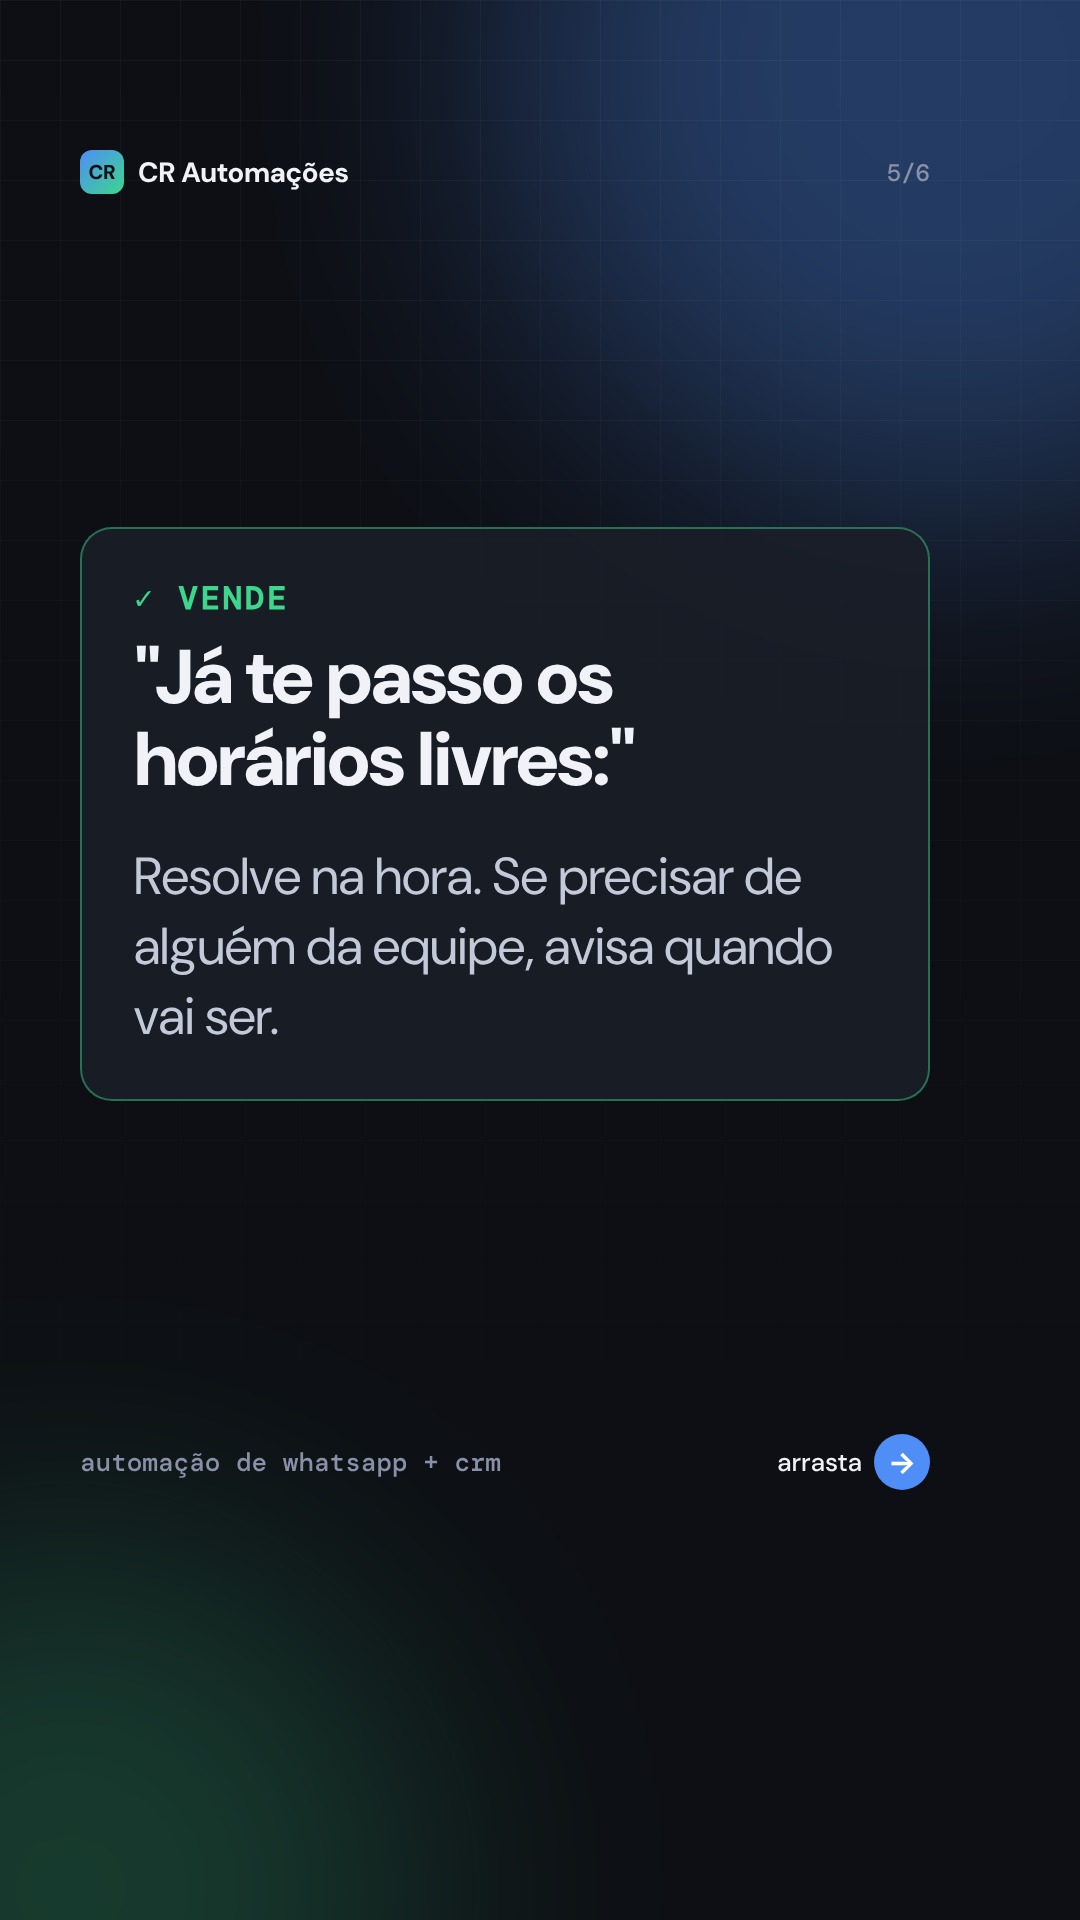 CR CR Automações 5/6
✓ VENDE
"Já te passo os
horários livres:"
Resolve na hora. Se precisar de
alguém da equipe, avisa quando
vai ser.
automação de whatsapp + crm arrasta →